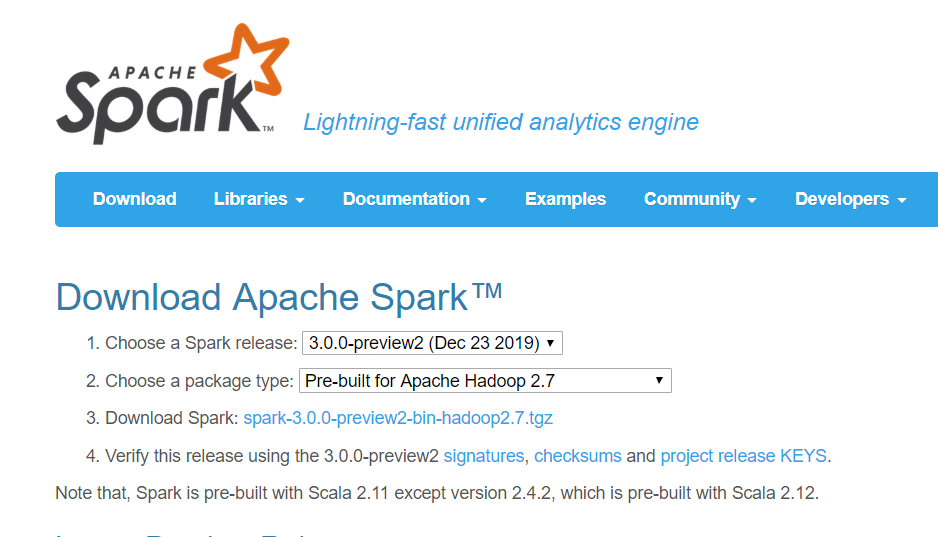 APACHE
Spark™
Lightning-fast unified analytics engine
Download Libraries Documentation Examples Community Developers
Download Apache Spark™
1. Choose a Spark release: 3.0.0-preview2 (Dec 23 2019)
2. Choose a package type: Pre-built for Apache Hadoop 2.7
3. Download Spark: spark-3.0.0-preview2-bin-hadoop2.7.tgz
4. Verify this release using the 3.0.0-preview2 signatures, checksums and project release KEYS.
Note that, Spark is pre-built with Scala 2.11 except version 2.4.2, which is pre-built with Scala 2.12.